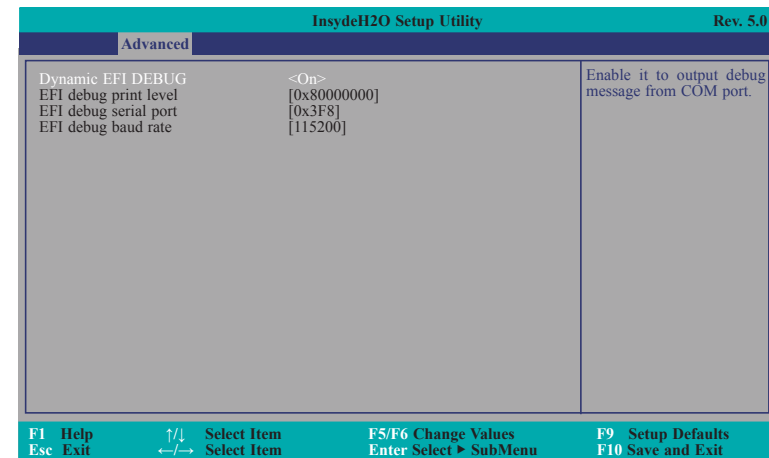 InsydeH2O Setup Utility Rev. 5.0
Advanced
Dynamic EFI DEBUG <On>
EFI debug print level [0x80000000]
EFI debug serial port [0x3F8]
EFI debug baud rate [115200]
Enable it to output debug
message from COM port.
F1 Help ↑/↓ Select Item F5/F6 Change Values F9 Setup Defaults
Esc Exit ←/→ Select Item Enter Select ▶ SubMenu F10 Save and Exit